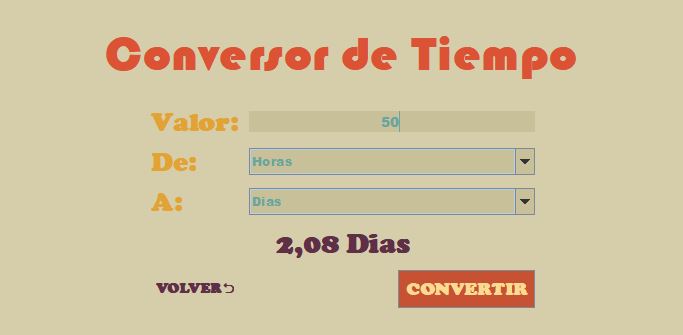 Conversor de Tiempo
Valor: 50
De: Horas
A: Dias
2,08 Dias
VOLVER⮌ CONVERTIR